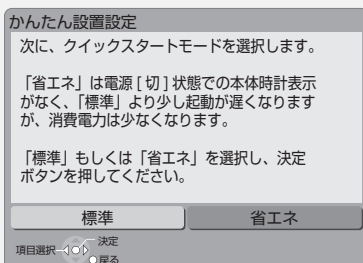 かんたん設置設定
次に、クイックスタートモードを選択します。
「省エネ」は電源 [ 切 ] 状態での本体時計表示
がなく、「標準」より少し起動が遅くなります
が、消費電力は少なくなります。
「標準」もしくは「省エネ」を選択し、決定
ボタンを押してください。
標準 省エネ
決定
項目選択
戻る